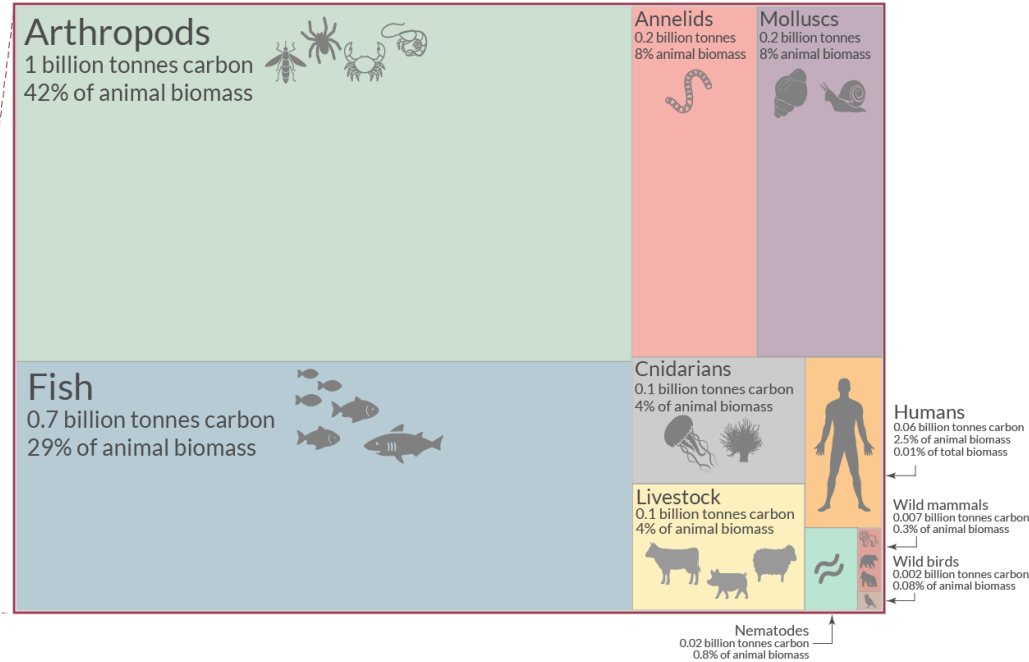 Arthropods
1 billion tonnes carbon
42% of animal biomass
Annelids
0.2 billion tonnes
8% animal biomass
Molluscs
0.2 billion tonnes
8% animal biomass
Fish
0.7 billion tonnes carbon
29% of animal biomass
Cnidarians
0.1 billion tonnes carbon
4% of animal biomass
Livestock
0.1 billion tonnes carbon
4% of animal biomass
Humans
0.06 billion tonnes carbon
2.5% of animal biomass
0.01% of total biomass
Wild mammals
0.007 billion tonnes carbon
0.3% of animal biomass
Wild birds
0.002 billion tonnes carbon
0.08% of animal biomass
Nematodes
0.02 billion tonnes carbon
0.8% of animal biomass